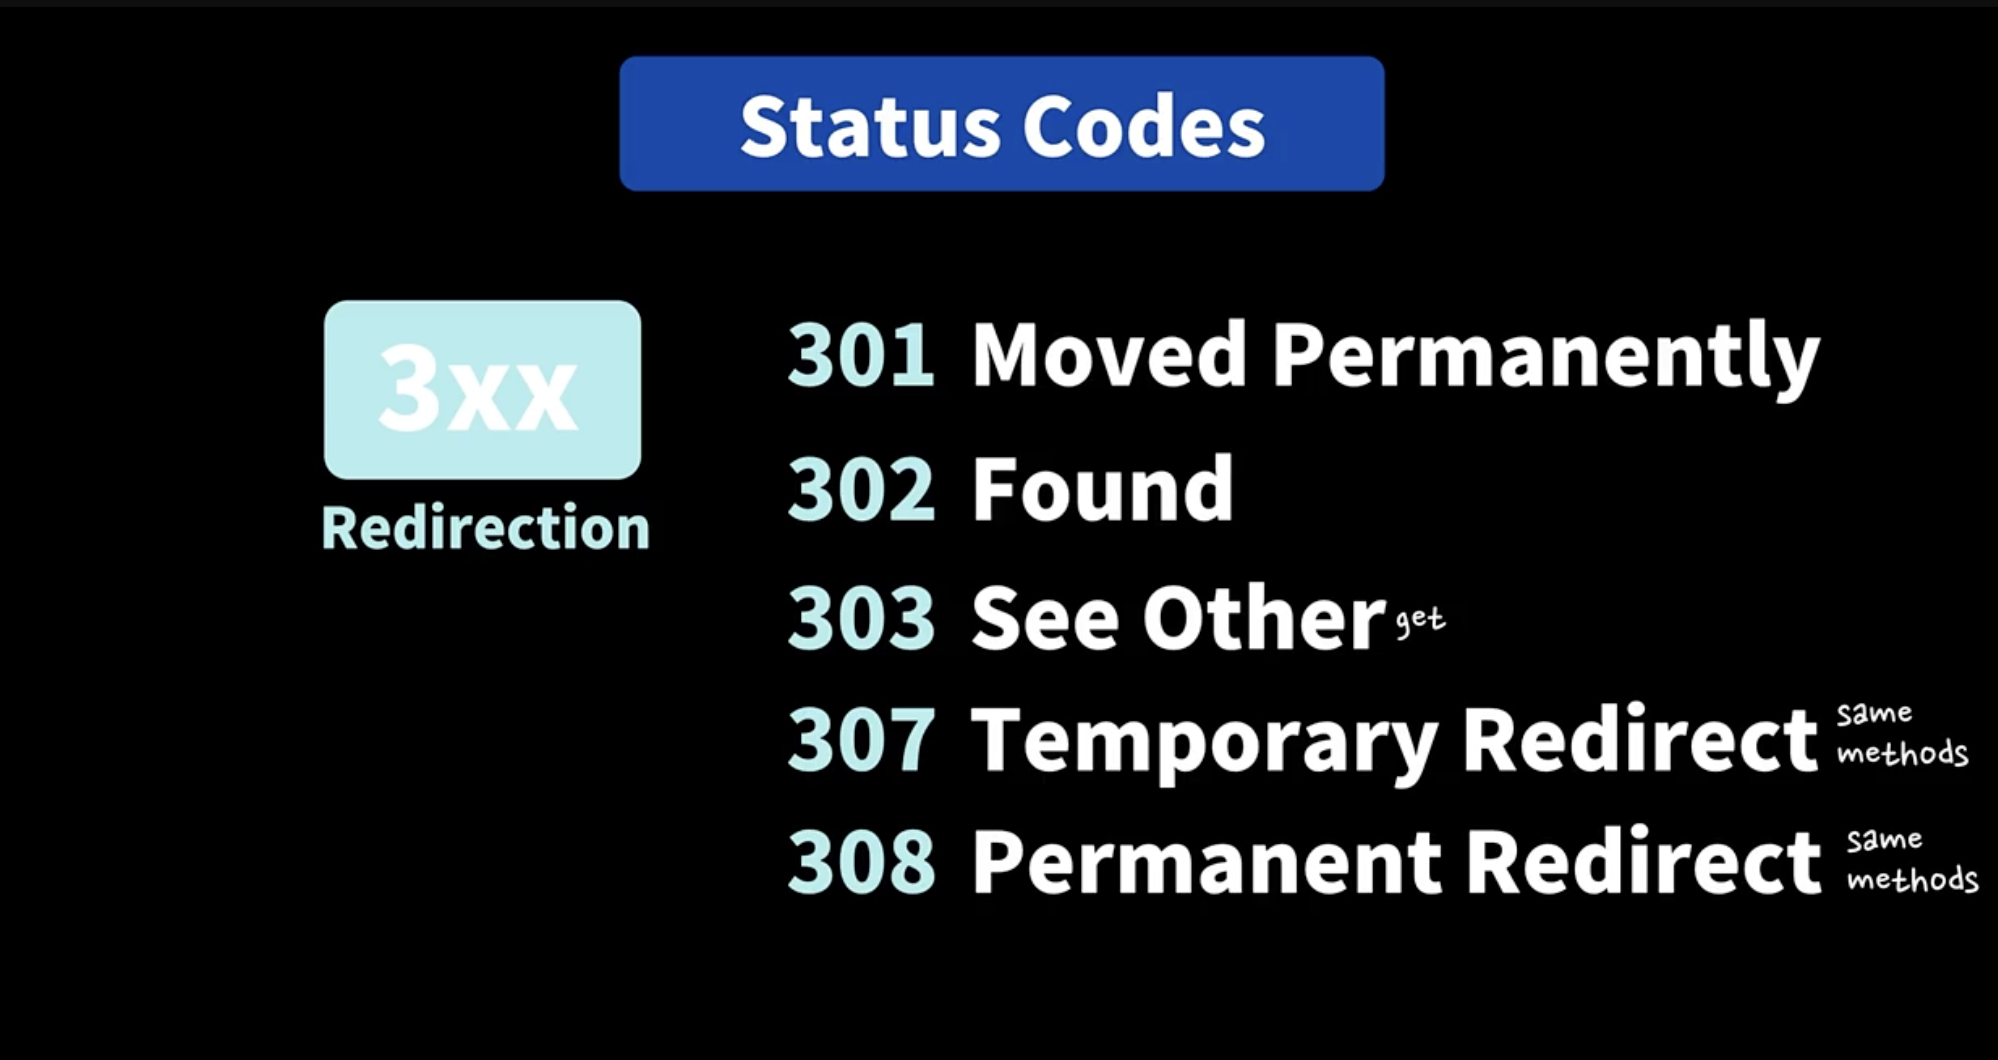 Status Codes
3xx
Redirection
301 Moved Permanently
302 Found
303 See Other get
307 Temporary Redirect same
methods
308 Permanent Redirect same
methods